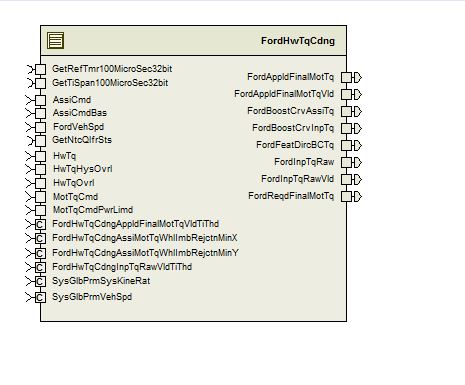 FordHwTqCdng
GetRefTmr100MicroSec32bit
GetTiSpan100MicroSec32bit
AssiCmd
AssiCmdBas
FordVehSpd
GetNtcQlfrSts
HwTq
HwTqHysOvrl
HwTqOvrl
MotTqCmd
MotTqCmdPwrLimd
C FordHwTqCdngAppldFinalMotTqVldTiThd
C FordHwTqCdngAssiMotTqWhlImbRejctnMinX
C FordHwTqCdngAssiMotTqWhlImbRejctnMinY
C FordHwTqCdngInpTqRawVldTiThd
C SysGlbPrmSysKineRat
C SysGlbPrmVehSpd
FordAppldFinalMotTq
FordAppldFinalMotTqVld
FordBoostCrvAssiTq
FordBoostCrvInpTq
FordFeatDircBCTq
FordInpTqRaw
FordInpTqRawVld
FordReqdFinalMotTq